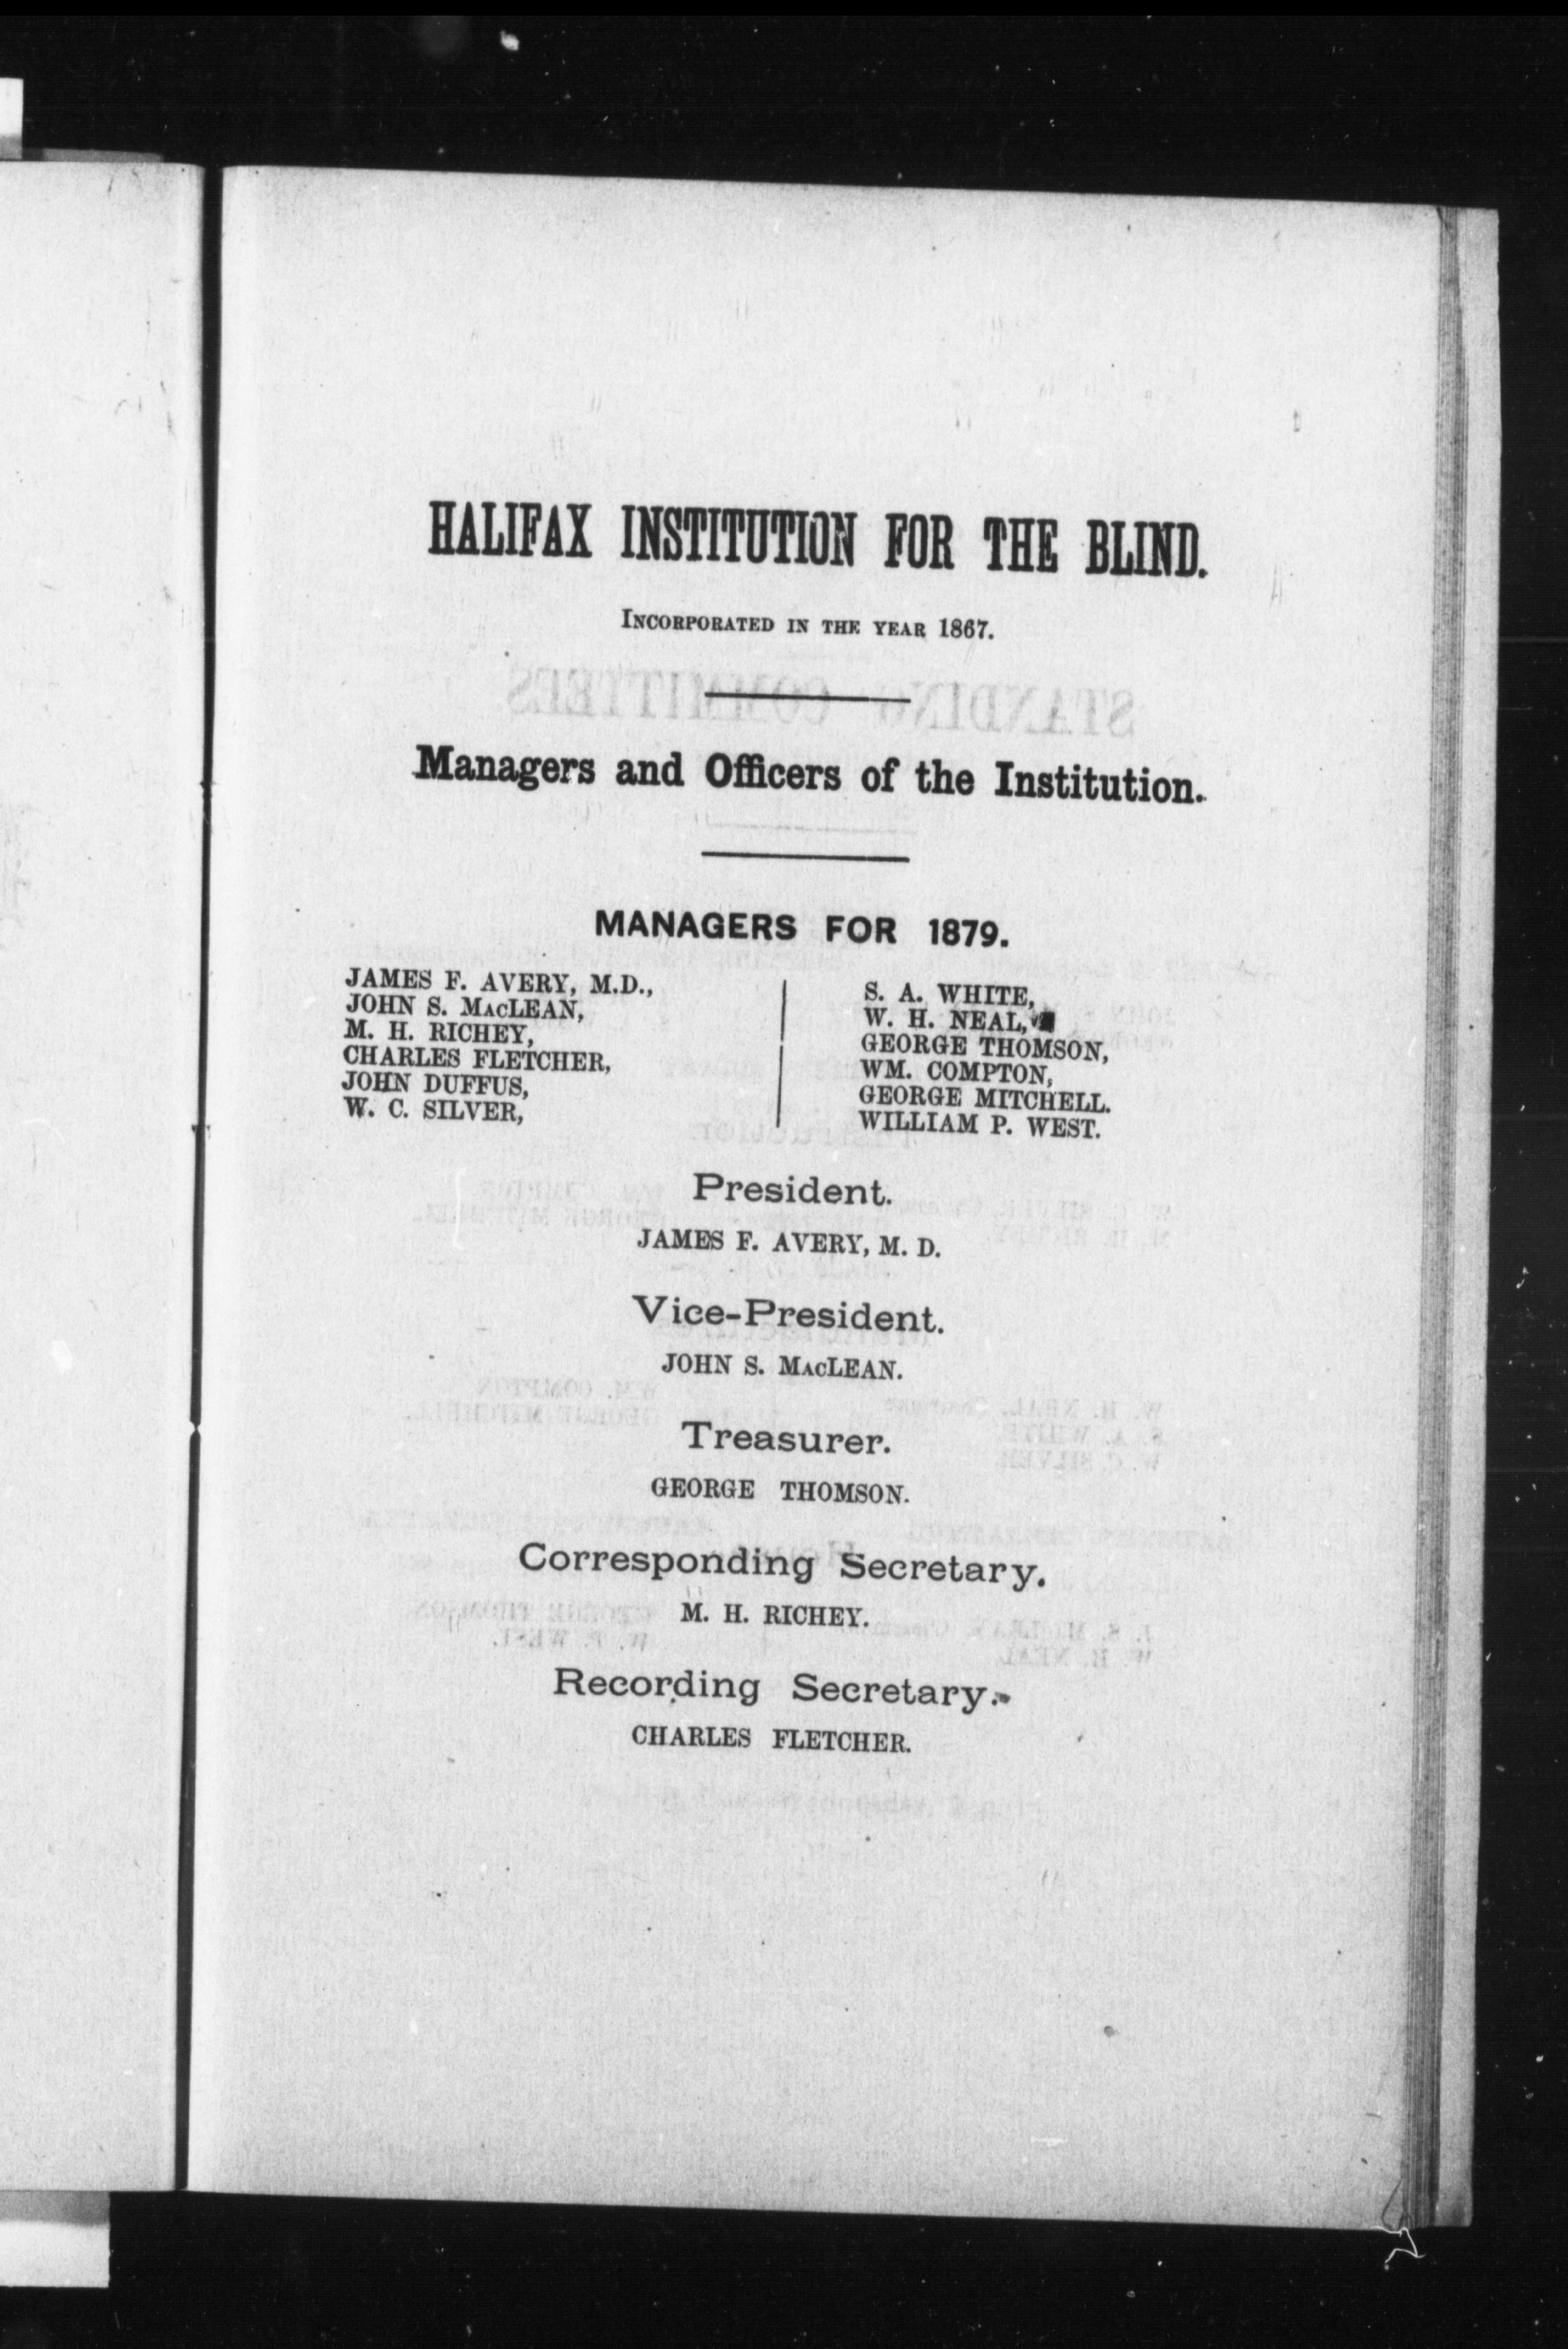 HALIFAX INSTITUTION FOR THE BLIND.
INCORPORATED IN THE YEAR 1867.
Managers and Officers of the Institution.
MANAGERS FOR 1879.
JAMES F. AVERY, M.D.,
JOHN S. MACLEAN,
M. H. RICHEY,
CHARLES FLETCHER,
JOHN DUFFUS,
W. C. SILVER,
S. A. WHITE,
W. H. NEAL,
GEORGE THOMSON,
WM. COMPTON,
GEORGE MITCHELL.
WILLIAM P. WEST.
President.
JAMES F. AVERY, M. D.
Vice-President.
JOHN S. MACLEAN.
Treasurer.
GEORGE THOMSON.
Corresponding Secretary.
M. H. RICHEY.
Recording Secretary.
CHARLES FLETCHER.